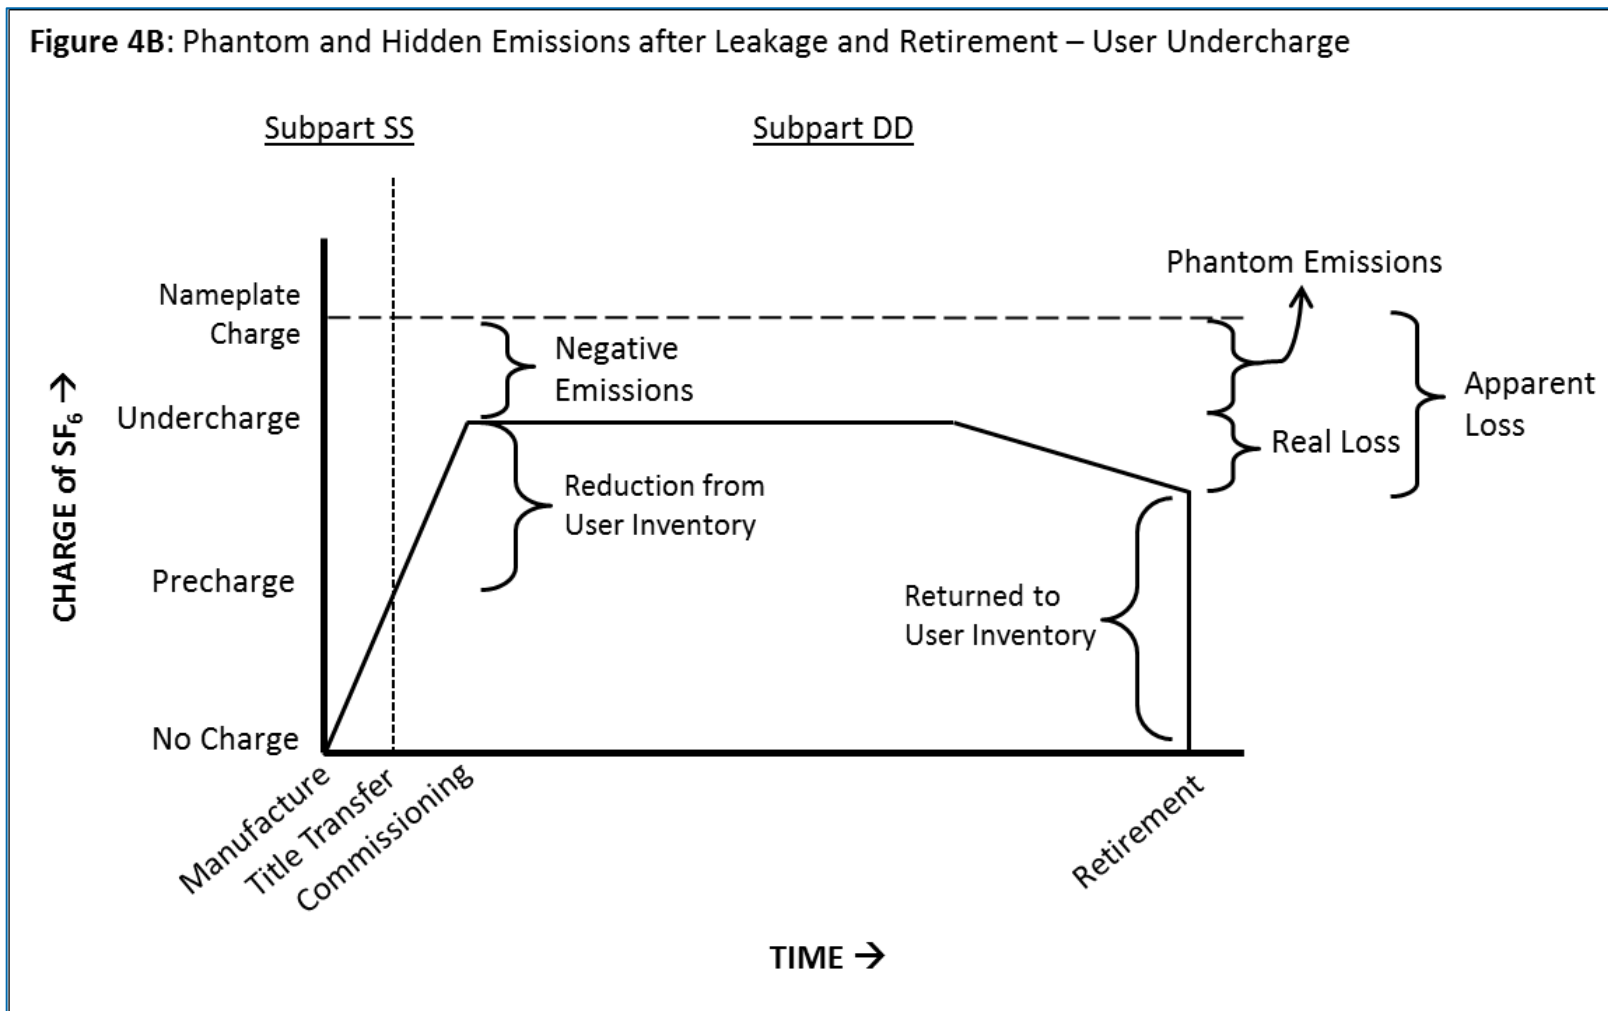 Figure 4B: Phantom and Hidden Emissions after Leakage and Retirement – User Undercharge
Subpart SS
Subpart DD
Phantom Emissions
Nameplate
Charge
Negative
Emissions
Apparent
Loss
Undercharge
Real Loss
Reduction from
User Inventory
Precharge
Returned to
User Inventory
No Charge
CHARGE of SF₆ →
Manufacture
Title Transfer
Commissioning
Retirement
TIME →